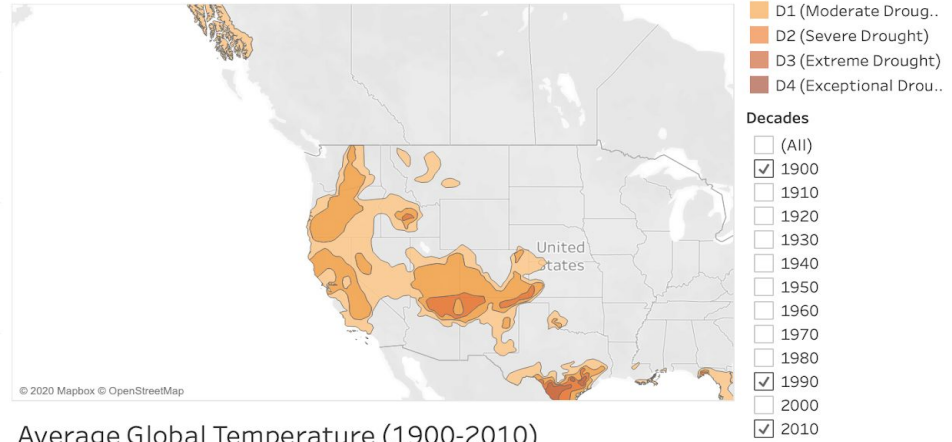 D1 (Moderate Droug..
D2 (Severe Drought)
D3 (Extreme Drought)
D4 (Exceptional Drou..
Decades
(All)
1900
1910
1920
1930
1940
1950
1960
1970
1980
1990
2000
2010
United
States
© 2020 Mapbox © OpenStreetMap
Average Global Temperature (1900-2010)